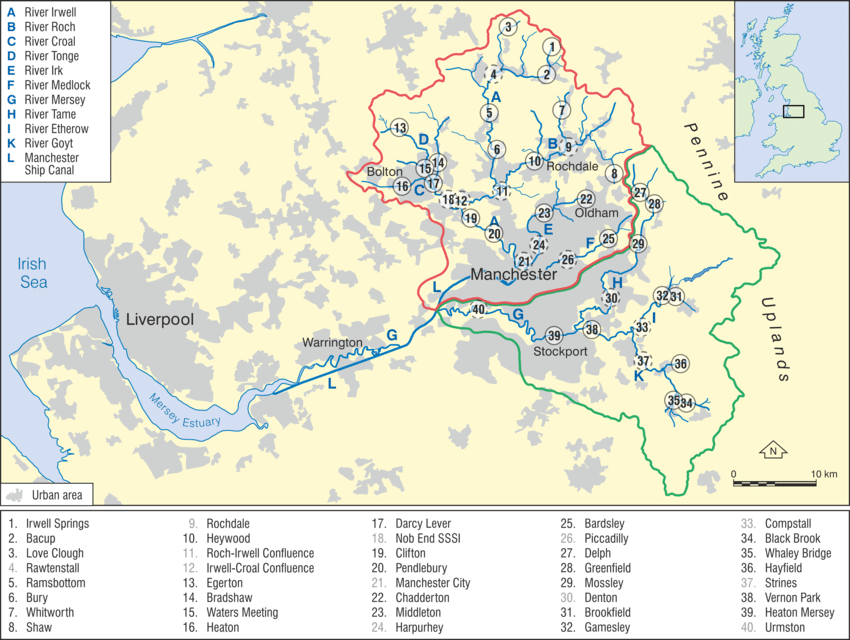 A River Irwell
B River Roch
C River Croal
D River Tonge
E River Irk
F River Medlock
G River Mersey
H River Tame
I River Etherow
K River Goyt
L Manchester
Ship Canal
3
1
4
2
A
5
7
13
D
6
B
9
10
Rochdale
14
15
Bolton
16
C
17
8
11
18
12
27
28
22
Oldham
23
19
A
20
E
24
F
25
29
21
26
Manchester
Pennine
Uplands
Irish
Sea
Liverpool
L
H
30
32
31
40
G
I
33
38
39
Stockport
Warrington
G
L
37
36
K
35
34
Mersey Estuary
N
0
10 km
Urban area
1. Irwell Springs
2. Bacup
3. Love Clough
4. Rawtenstall
5. Ramsbottom
6. Bury
7. Whitworth
8. Shaw
9. Rochdale
10. Heywood
11. Roch-Irwell Confluence
12. Irwell-Croal Confluence
13. Egerton
14. Bradshaw
15. Waters Meeting
16. Heaton
17. Darcy Lever
18. Nob End SSSI
19. Clifton
20. Pendlebury
21. Manchester City
22. Chadderton
23. Middleton
24. Harpurhey
25. Bardsley
26. Piccadilly
27. Delph
28. Greenfield
29. Mossley
30. Denton
31. Brookfield
32. Gamesley
33. Compstall
34. Black Brook
35. Whaley Bridge
36. Hayfield
37. Strines
38. Vernon Park
39. Heaton Mersey
40. Urmston